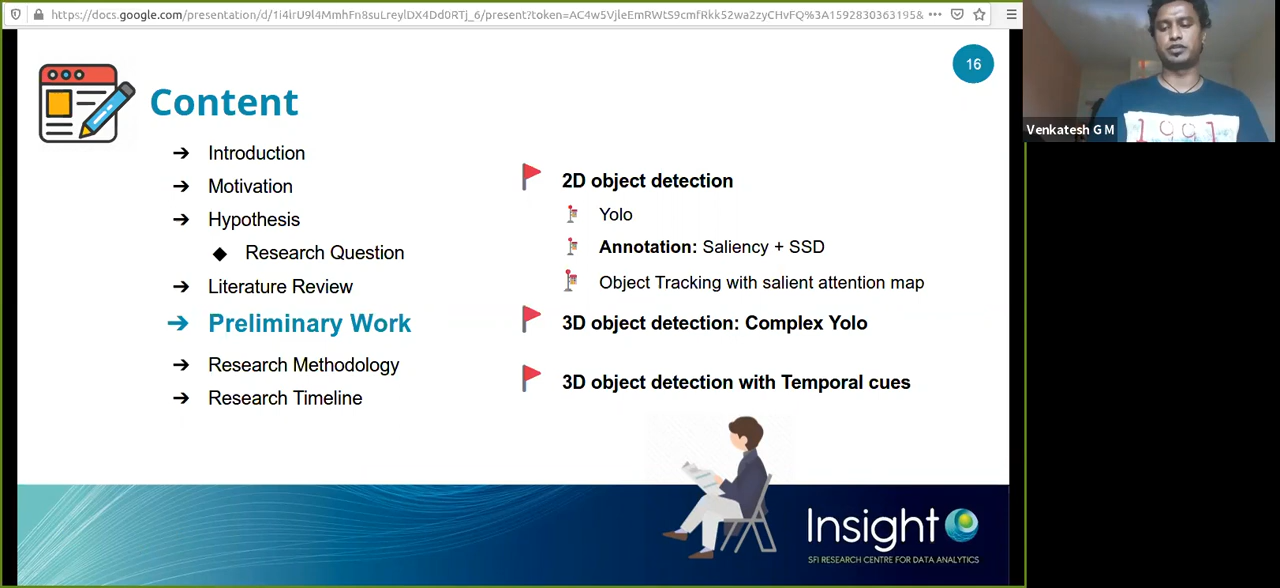 https://docs.google.com/presentation/d/1i4lrU9l4MmhFn8suLreylDX4Dd0RTj_6/present?token=AC4w5VjleEmRWtS9cmfRkk52wa2zyCHvFQ%3A1592830363195&
16
Content
Introduction
Motivation
Hypothesis
Research Question
Literature Review
Preliminary Work
Research Methodology
Research Timeline
2D object detection
Yolo
Annotation: Saliency + SSD
Object Tracking with salient attention map
3D object detection: Complex Yolo
3D object detection with Temporal cues
Insight
SFI RESEARCH CENTRE FOR DATA ANALYTICS
Venkatesh G M
1991